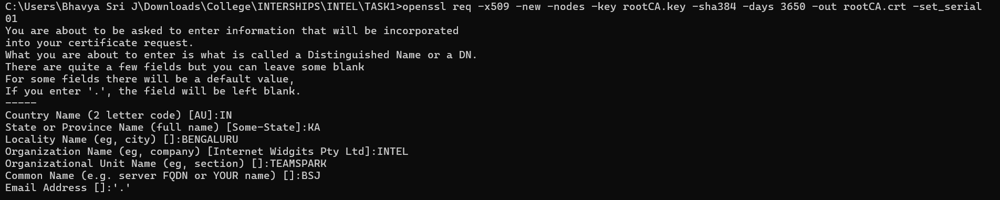 C:\Users\Bhavya Sri J\Downloads\College\INTERSHIPS\INTEL\TASK1>openssl req -x509 -new -nodes -key rootCA.key -sha384 -days 3650 -out rootCA.crt -set_serial
01
You are about to be asked to enter information that will be incorporated
into your certificate request.
What you are about to enter is what is called a Distinguished Name or a DN.
There are quite a few fields but you can leave some blank
For some fields there will be a default value,
If you enter '.', the field will be left blank.
-----
Country Name (2 letter code) [AU]:IN
State or Province Name (full name) [Some-State]:KA
Locality Name (eg, city) []:BENGALURU
Organization Name (eg, company) [Internet Widgits Pty Ltd]:INTEL
Organizational Unit Name (eg, section) []:TEAMSPARK
Common Name (e.g. server FQDN or YOUR name) []:BSJ
Email Address []:'.'